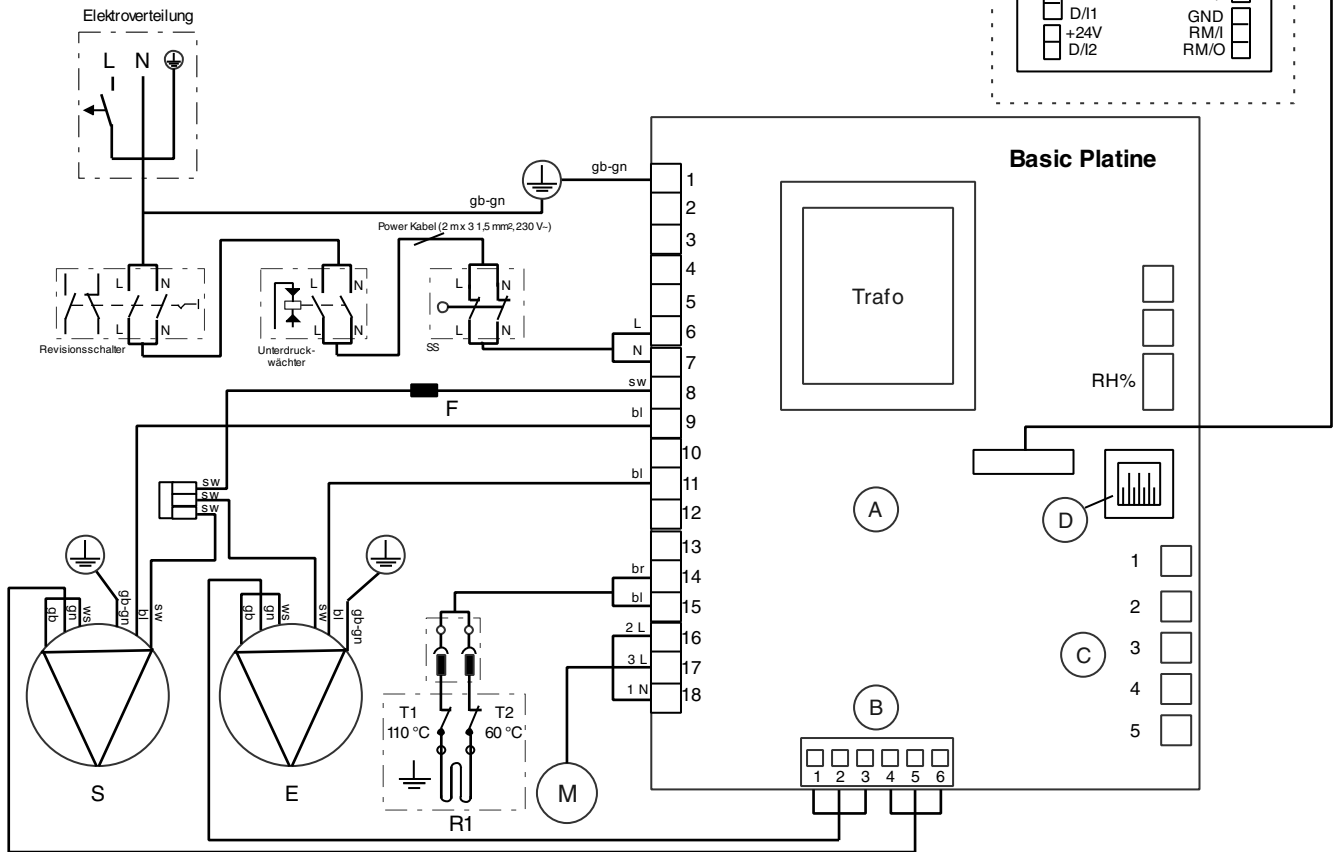 Elektroverteilung
L N
D/I1
+24V
D/I2
GND
RM/I
RM/O
Basic Platine
gb-gn
gb-gn
Power Kabel (2 m x 3 1,5 mm², 230 V~)
L N
L N
Revisionsschalter
L N
L N
Unterdruck-
wächter
L N
L N
SS
L
N
sw
F
bl
bl
sw
sw
sw
1
2
3
4
5
6
7
8
9
10
11
12
13
14
15
16
17
18
Trafo
RH%
A
D
C
B
1
2
3
4
5
br
bl
2 L
3 L
1 N
gb gn ws gb-gn bl sw
gb gn ws sw bl gb-gn
S
E
T1
110 °C
T2
60 °C
R1
M
1 2 3 4 5 6